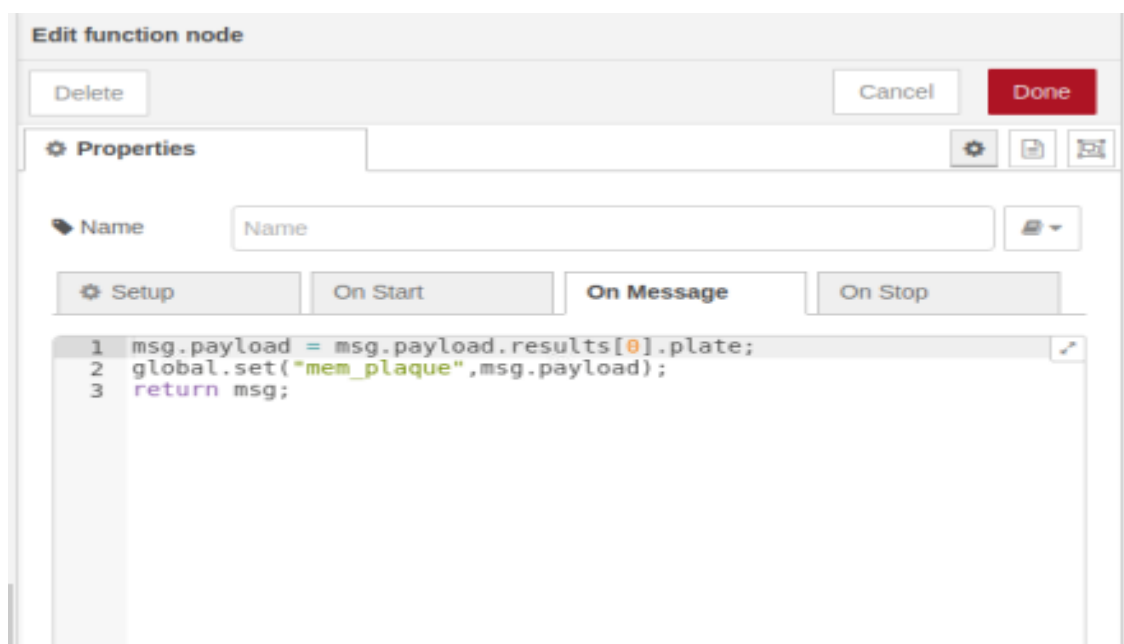 Edit function node
Delete Cancel Done
Properties
Name Name
Setup On Start On Message On Stop
1 msg.payload = msg.payload.results[0].plate;
2 global.set("mem_plaque",msg.payload);
3 return msg;